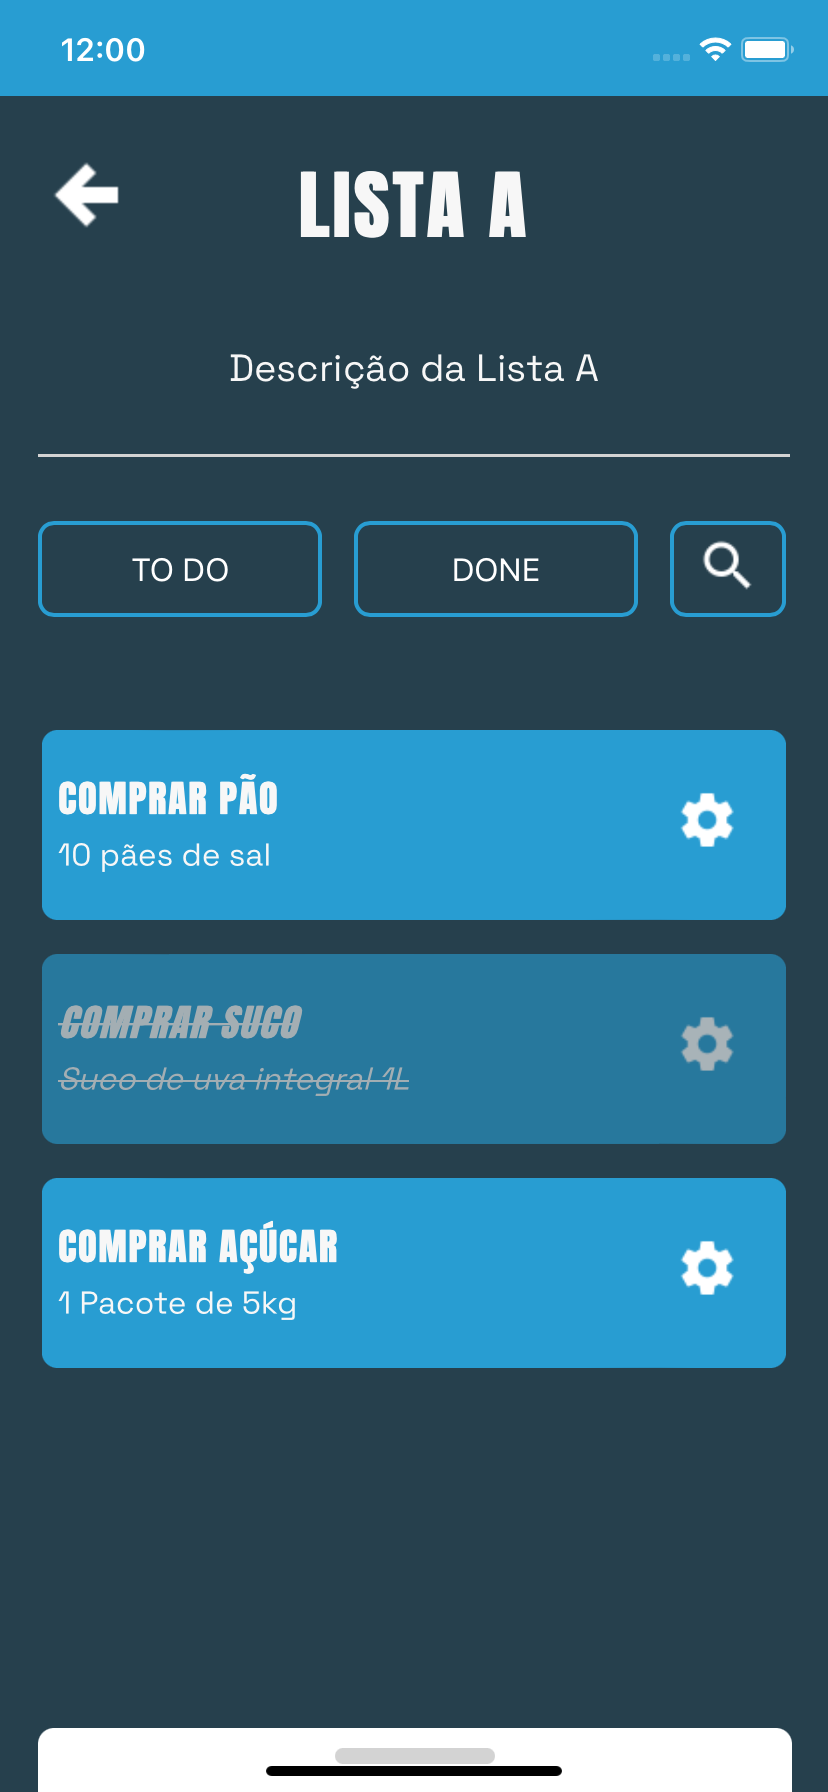 12:00
LISTA A
Descrição da Lista A
TO DO
DONE
COMPRAR PÃO
10 pães de sal
COMPRAR SUCO
Suco de uva integral 1L
COMPRAR AÇÚCAR
1 Pacote de 5kg